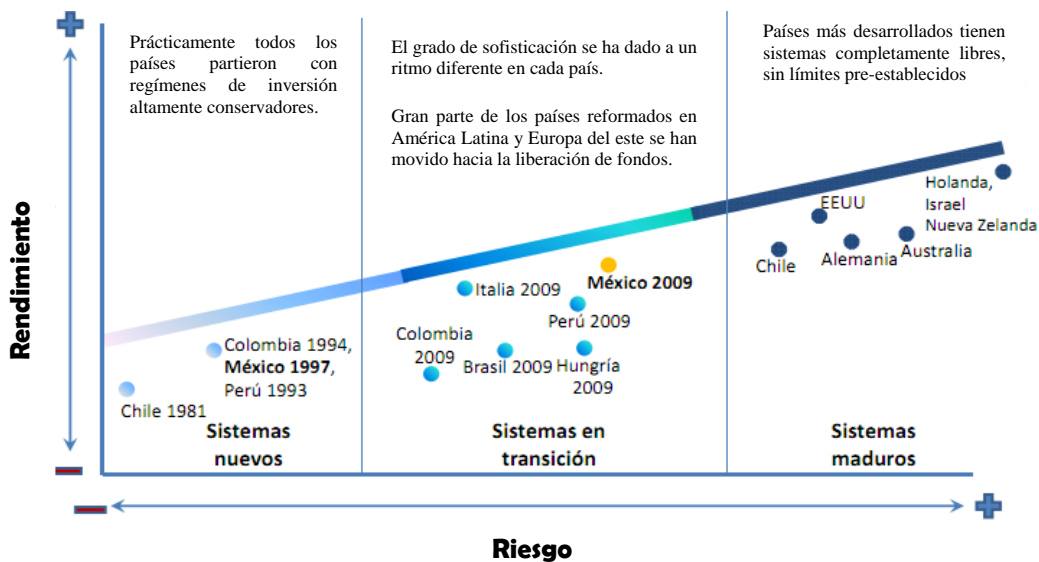 Prácticamente todos los
países partieron con
regímenes de inversión
altamente conservadores.
El grado de sofisticación se ha dado a un
ritmo diferente en cada país.
Gran parte de los países reformados en
América Latina y Europa del este se han
movido hacia la liberación de fondos.
Países más desarrollados tienen
sistemas completamente libres,
sin límites pre-establecidos
Rendimiento
Holanda,
Israel
Nueva Zelanda
EEUU
Chile
Alemania
Australia
México 2009
Italia 2009
Perú 2009
Colombia
2009
Brasil 2009
Hungría
2009
Colombia 1994,
México 1997,
Perú 1993
Chile 1981
Sistemas
nuevos
Sistemas en
transición
Sistemas
maduros
Riesgo